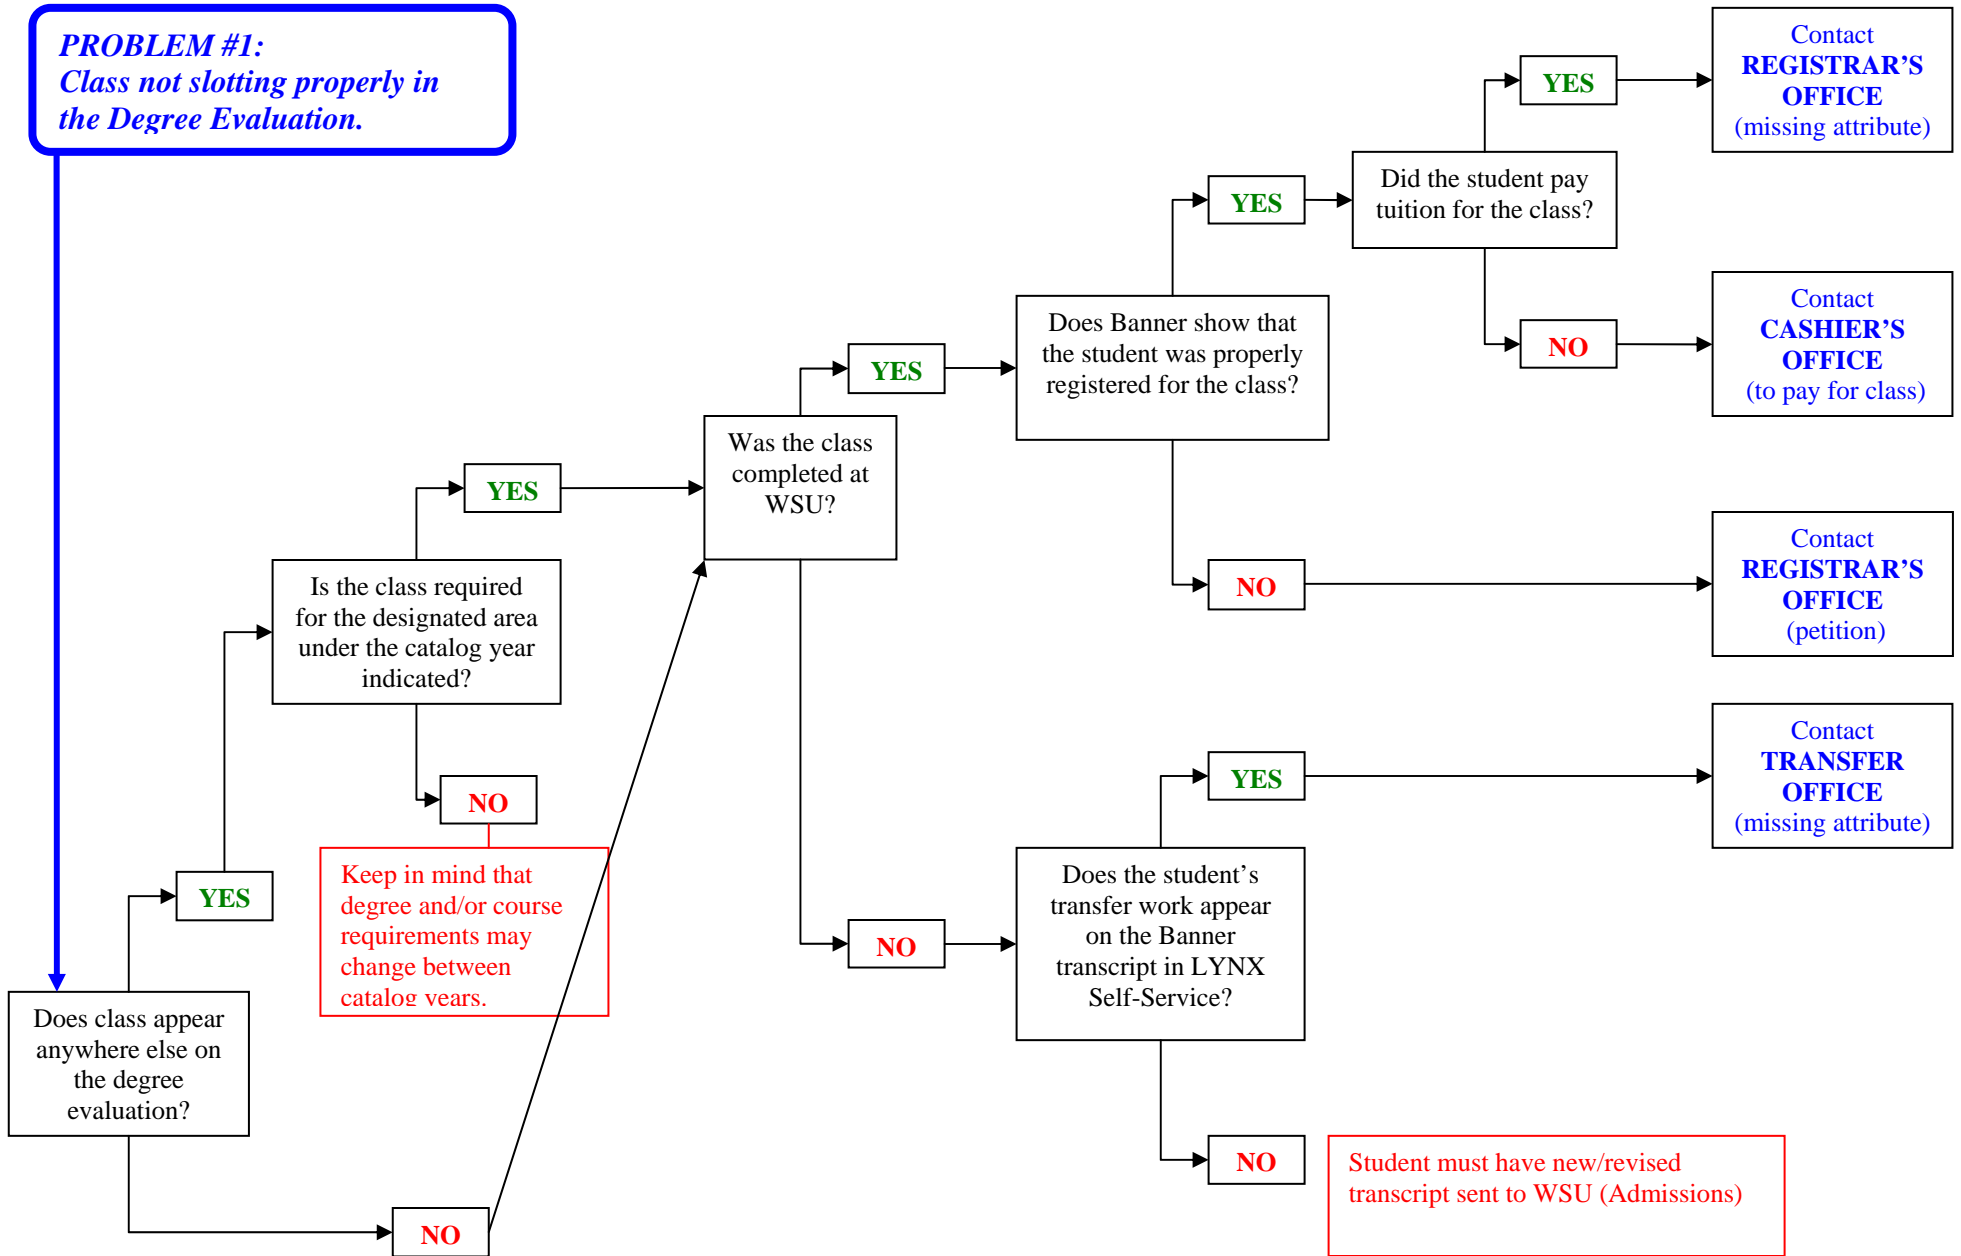 PROBLEM #1:
Class not slotting properly in
the Degree Evaluation.
Does class appear
anywhere else on
the degree
evaluation?
YES
NO
Is the class required
for the designated area
under the catalog year
indicated?
YES
NO
Keep in mind that
degree and/or course
requirements may
change between
catalog years.
Was the class
completed at
WSU?
YES
NO
Does Banner show that
the student was properly
registered for the class?
YES
NO
Did the student pay
tuition for the class?
YES
NO
Contact
REGISTRAR’S
OFFICE
(missing attribute)
Contact
CASHIER’S
OFFICE
(to pay for class)
Contact
REGISTRAR’S
OFFICE
(petition)
Does the student’s
transfer work appear
on the Banner
transcript in LYNX
Self-Service?
YES
NO
Contact
TRANSFER
OFFICE
(missing attribute)
Student must have new/revised
transcript sent to WSU (Admissions)